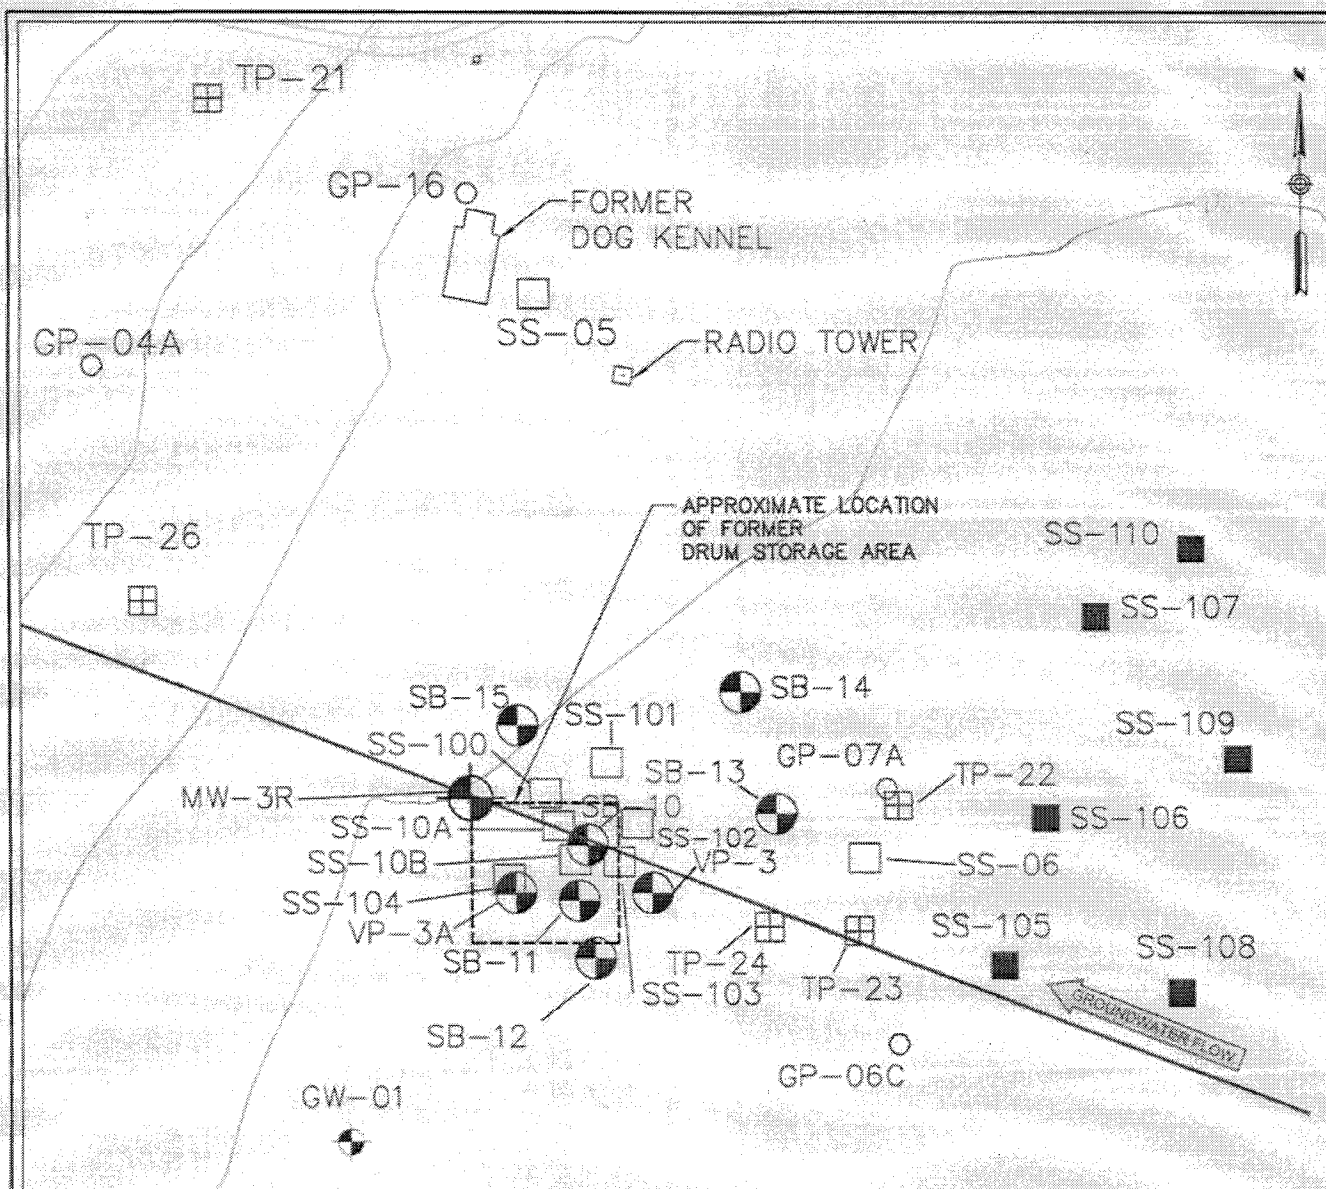 TP-21
N
GP-16
FORMER
DOG KENNEL
SS-05
GP-04A
RADIO TOWER
APPROXIMATE LOCATION
OF FORMER
DRUM STORAGE AREA
TP-26
SS-110
SS-107
SB-15
SS-101
SB-14
SS-100
SS-109
GP-07A
SB-13
TP-22
MW-3R
SB-10
SS-10A
SS-102
SS-106
SS-10B
VP-3
SS-06
SS-104
VP-3A
SS-105
SS-108
SB-11
TP-24
TP-23
SS-103
GROUNDWATER FLOW
SB-12
GP-06C
GW-01